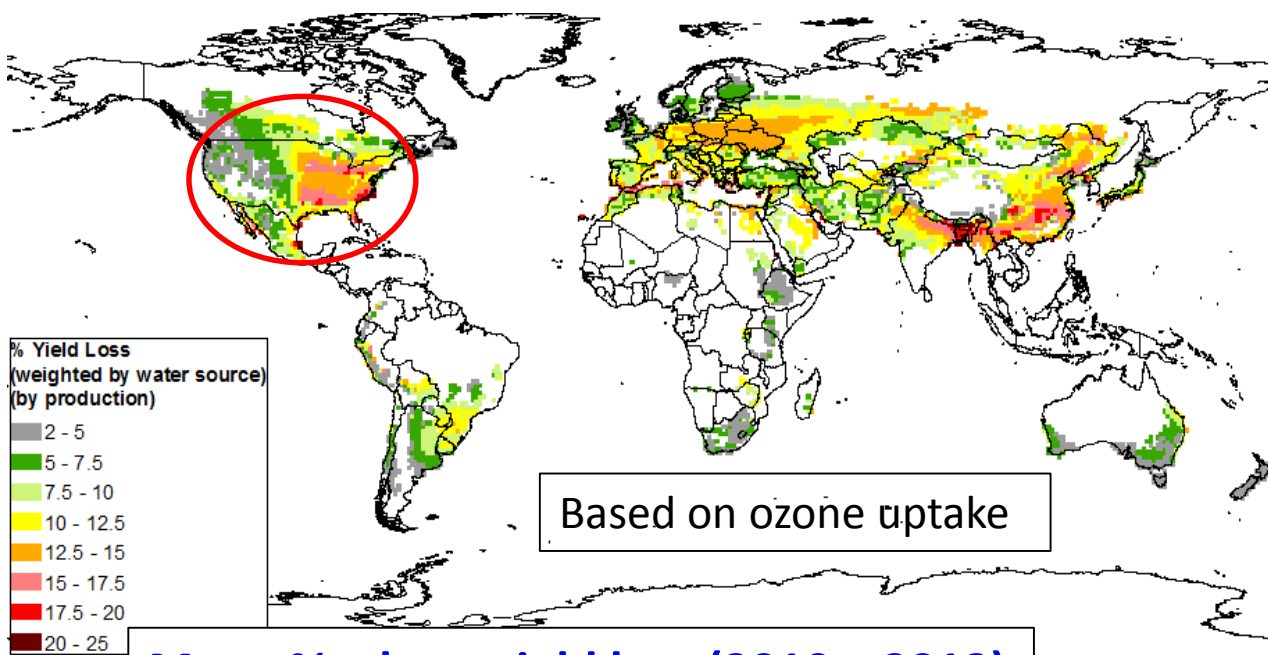 % Yield Loss
(weighted by water source)
(by production)
2 - 5
5 - 7.5
7.5 - 10
10 - 12.5
12.5 - 15
15 - 17.5
17.5 - 20
20 - 25
Based on ozone uptake